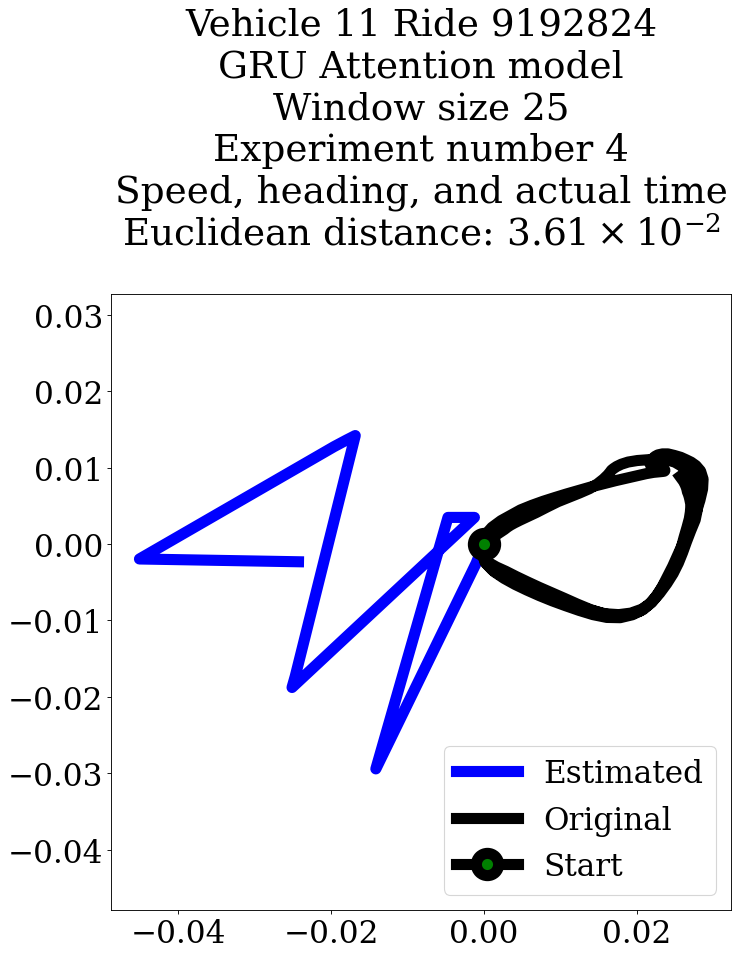 Vehicle 11 Ride 9192824
GRU Attention model
Window size 25
Experiment number 4
Speed, heading, and actual time
Euclidean distance: 3.61 × 10⁻²
0.03
0.02
0.01
0.00
−0.01
−0.02
−0.03
−0.04
Estimated
Original
Start
−0.04 −0.02 0.00 0.02